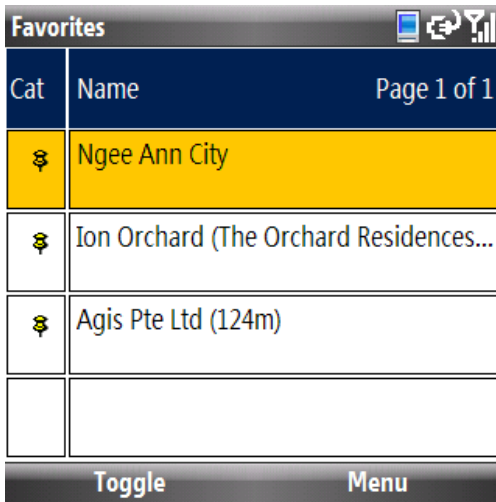 Favorites
Cat Name Page 1 of 1
Ngee Ann City
Ion Orchard (The Orchard Residences...
Agis Pte Ltd (124m)
Toggle Menu